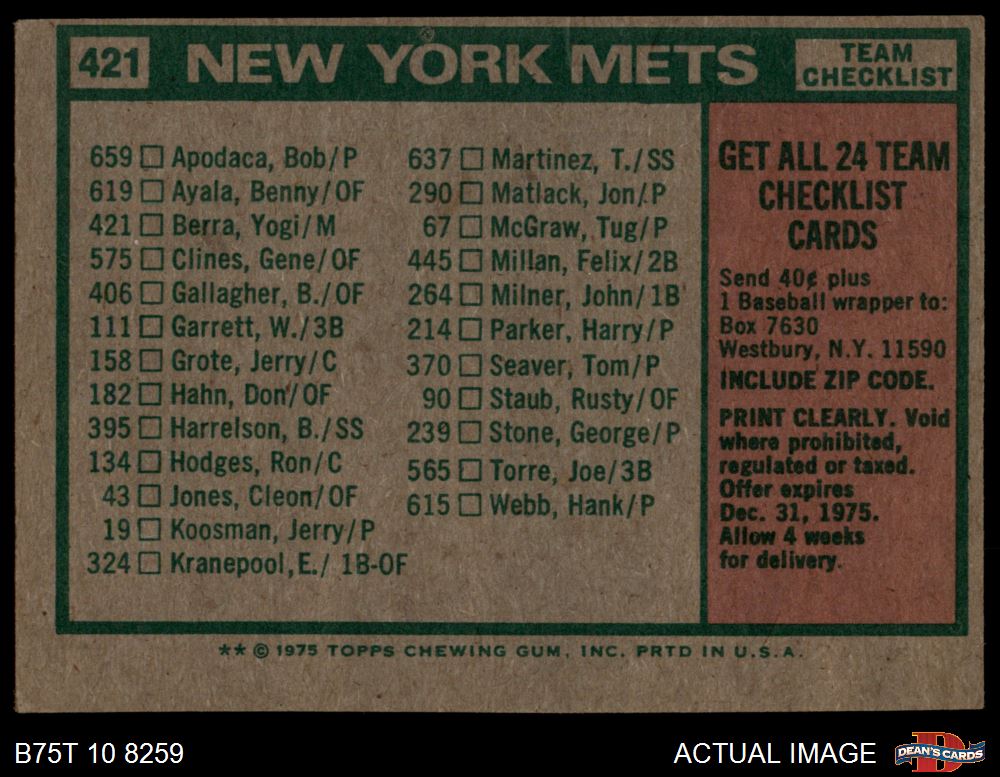 421 NEW YORK METS TEAM CHECKLIST
659 □ Apodaca, Bob/P
619 □ Ayala, Benny/OF
421 □ Berra, Yogi/M
575 □ Clines, Gene/OF
406 □ Gallagher, B./OF
111 □ Garrett, W./3B
158 □ Grote, Jerry/C
182 □ Hahn, Don/OF
395 □ Harrelson, B./SS
134 □ Hodges, Ron/C
43 □ Jones, Cleon/OF
19 □ Koosman, Jerry/P
324 □ Kranepool, E./ 1B-OF
637 □ Martinez, T./SS
290 □ Matlack, Jon/P
67 □ McGraw, Tug/P
445 □ Millan, Felix/2B
264 □ Milner, John/1B
214 □ Parker, Harry/P
370 □ Seaver, Tom/P
90 □ Staub, Rusty/OF
239 □ Stone, George/P
565 □ Torre, Joe/3B
615 □ Webb, Hank/P
GET ALL 24 TEAM
CHECKLIST
CARDS
Send 40¢ plus
1 Baseball wrapper to:
Box 7630
Westbury, N.Y. 11590
INCLUDE ZIP CODE.
PRINT CLEARLY. Void
where prohibited,
regulated or taxed.
Offer expires
Dec. 31, 1975.
Allow 4 weeks
for delivery.
** © 1975 TOPPS CHEWING GUM, INC. PRTD IN U.S.A.
B75T 10 8259
ACTUAL IMAGE
DEAN'S CARDS